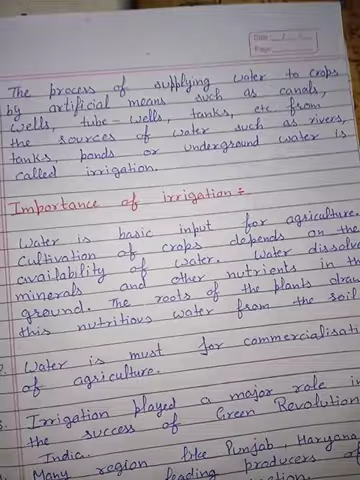 Date : / /
Page
The process of supplying water to crops
by artificial means such as canals,
wells, tube-wells, tanks, etc from
the sources of water such as rivers,
tanks, ponds or underground water is
called irrigation.
Importance of irrigation :-
Water is basic input for agriculture.
Cultivation of crops depends on the
availability of water. Water dissolve
minerals and other nutrients in the
ground. The roots of the plants draw
this nutritious water from the soil
2. Water is must for commercialisati
of agriculture.
3. Irrigation played a major role in
the success of Green Revolution
India.
Many region like Punjab, Haryana,
leading producers of